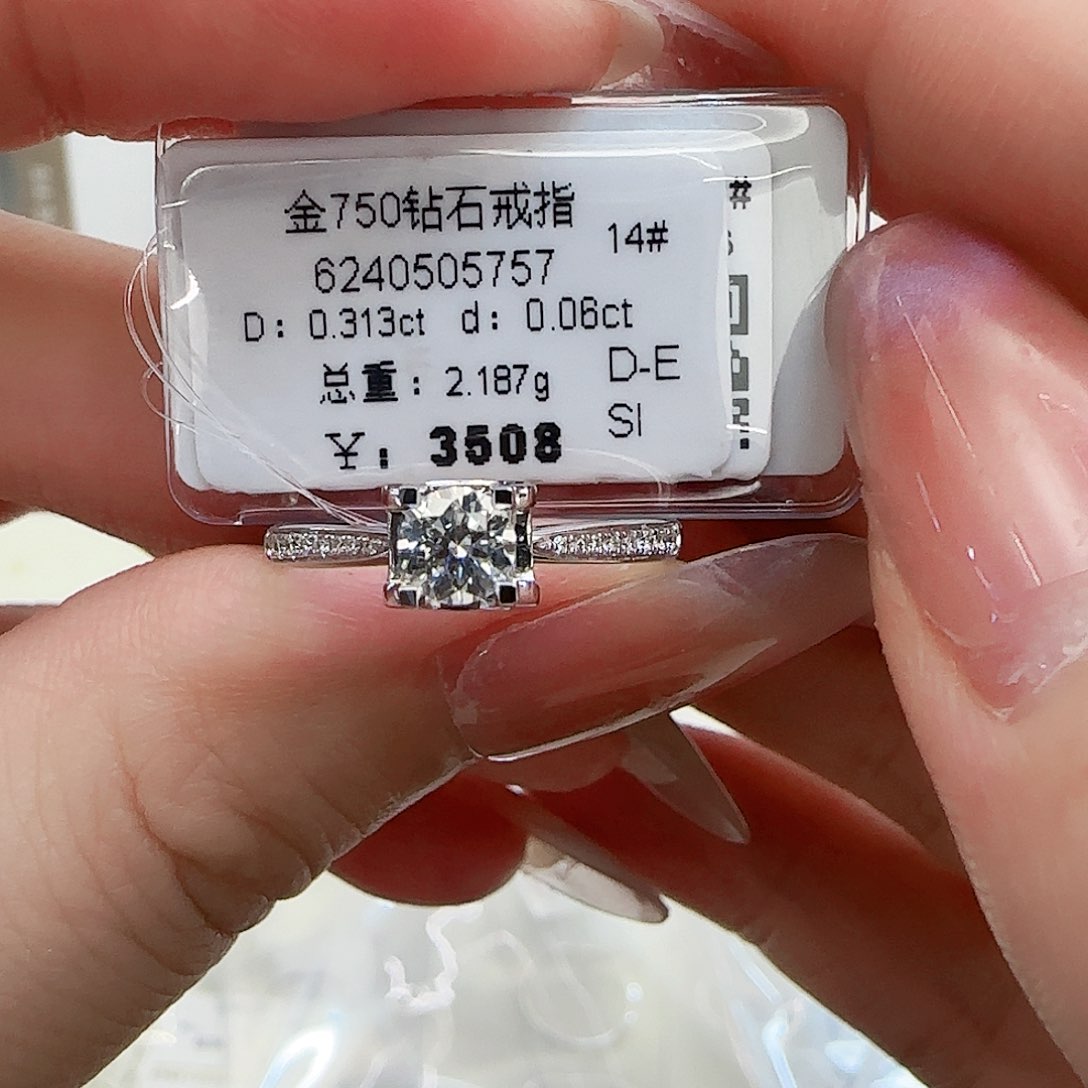 金750钻石戒指
14#
6240505757
D: 0.313ct d: 0.06ct
总重: 2.187g
D-E
SI
¥: 3508
#